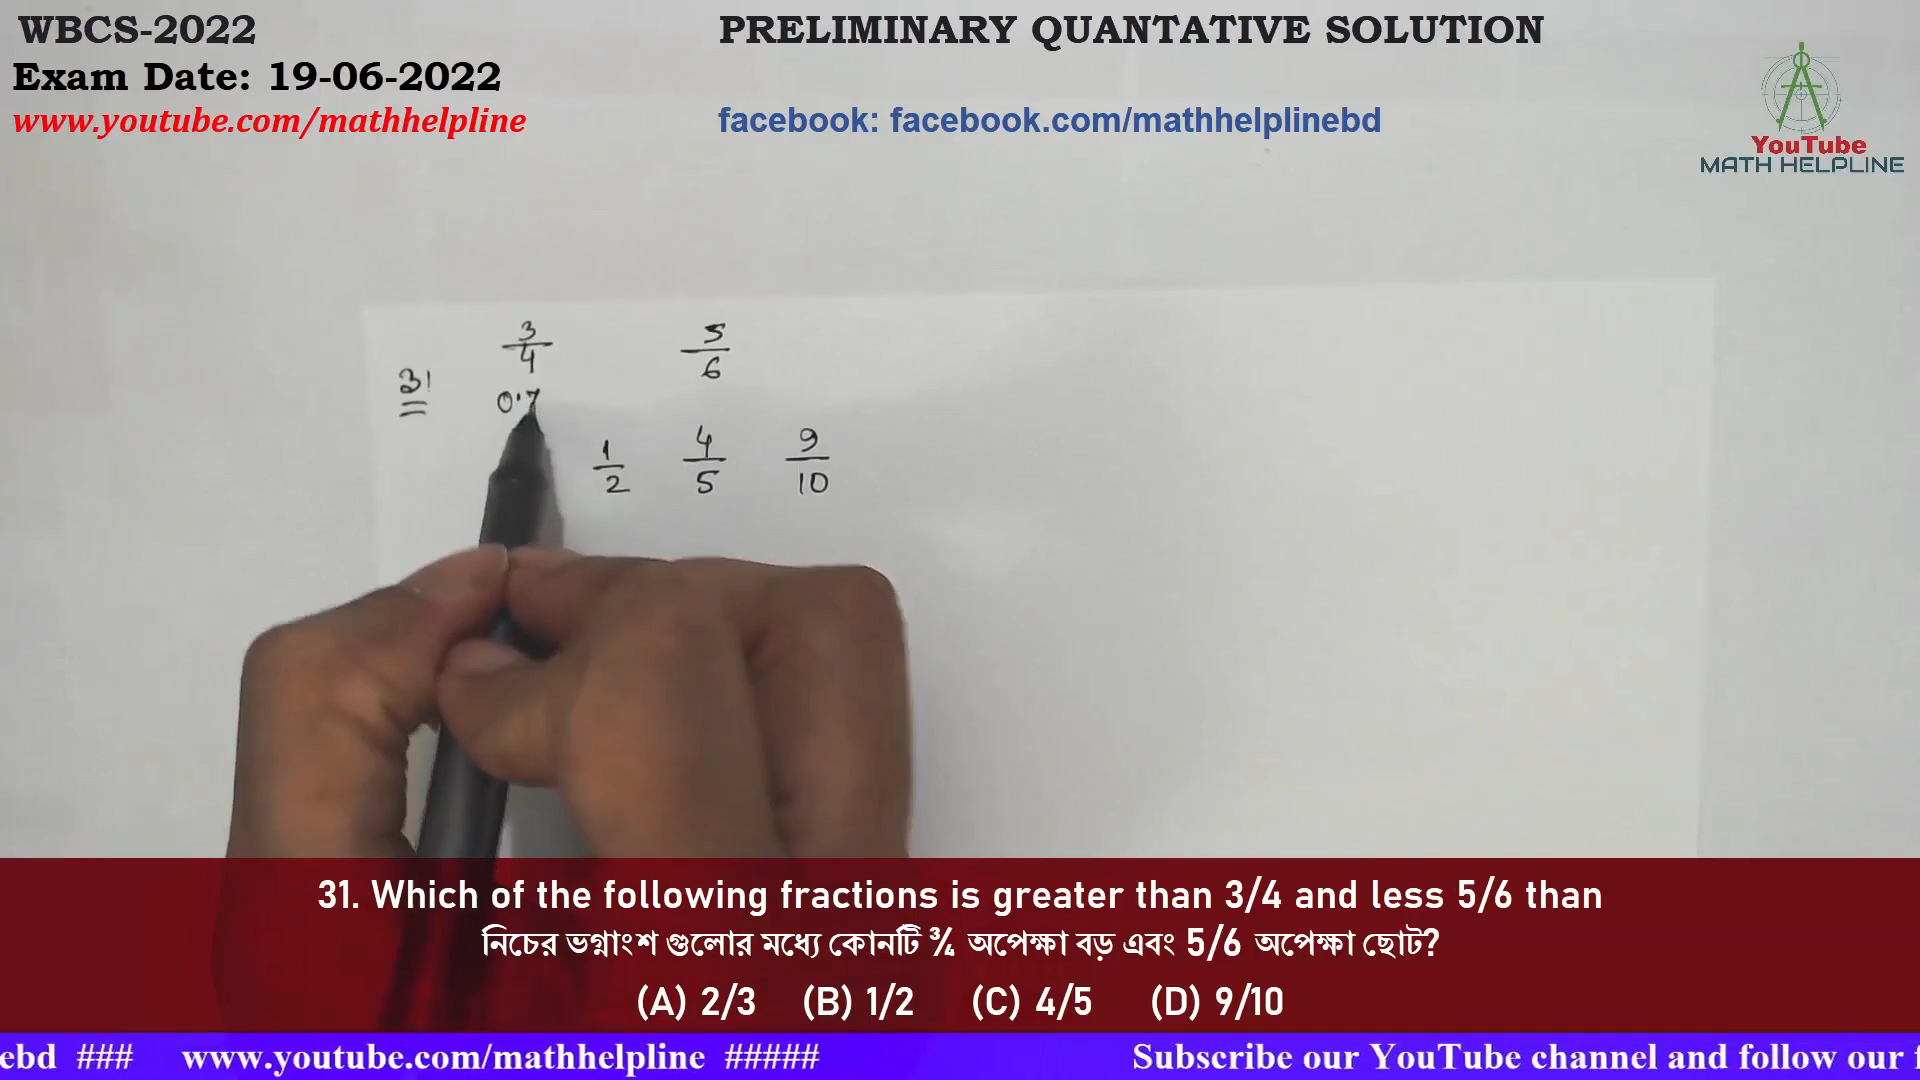 WBCS-2022
PRELIMINARY QUANTATIVE SOLUTION
Exam Date: 19-06-2022
www.youtube.com/mathhelpline
facebook: facebook.com/mathhelplinebd
YouTube
MATH HELPLINE
31
3/4
5/6
0.7
1/2 4/5 9/10
31. Which of the following fractions is greater than 3/4 and less 5/6 than
নিচের ভগ্নাংশ গুলোর মধ্যে কোনটি ¾ অপেক্ষা বড় এবং 5/6 অপেক্ষা ছোট?
(A) 2/3 (B) 1/2 (C) 4/5 (D) 9/10
ebd ### www.youtube.com/mathhelpline ##### Subscribe our YouTube channel and follow our f